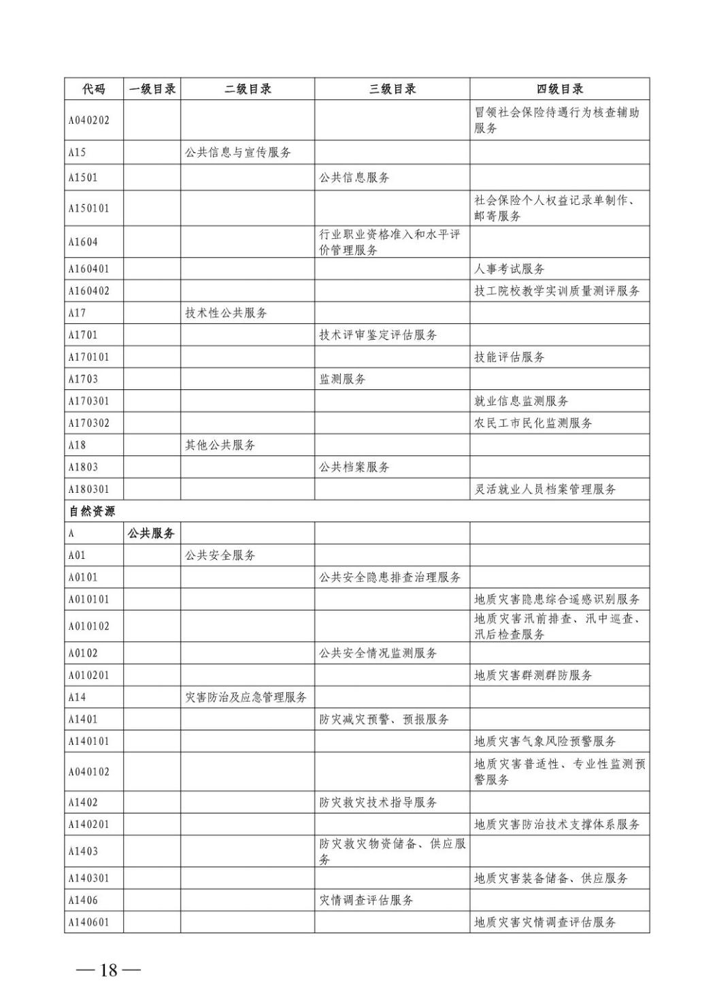 代码 一级目录 二级目录 三级目录 四级目录
A040202 冒领社会保险待遇行为核查辅助
服务
A15 公共信息与宣传服务
A1501 公共信息服务
A150101 社会保险个人权益记录单制作、
邮寄服务
A1604 行业职业资格准入和水平评
价管理服务
A160401 人事考试服务
A160402 技工院校教学实训质量测评服务
A17 技术性公共服务
A1701 技术评审鉴定评估服务
A170101 技能评估服务
A1703 监测服务
A170301 就业信息监测服务
A170302 农民工市民化监测服务
A18 其他公共服务
A1803 公共档案服务
A180301 灵活就业人员档案管理服务
自然资源
A 公共服务
A01 公共安全服务
A0101 公共安全隐患排查治理服务
A010101 地质灾害隐患综合遥感识别服务
A010102 地质灾害汛前排查、汛中巡查、
汛后检查服务
A0102 公共安全情况监测服务
A010201 地质灾害群测群防服务
A14 灾害防治及应急管理服务
A1401 防灾减灾预警、预报服务
A140101 地质灾害气象风险预警服务
A040102 地质灾害普适性、专业性监测预
警服务
A1402 防灾救灾技术指导服务
A140201 地质灾害防治技术支撑体系服务
A1403 防灾救灾物资储备、供应服
务
A140301 地质灾害装备储备、供应服务
A1406 灾情调查评估服务
A140601 地质灾害灾情调查评估服务
— 18 —